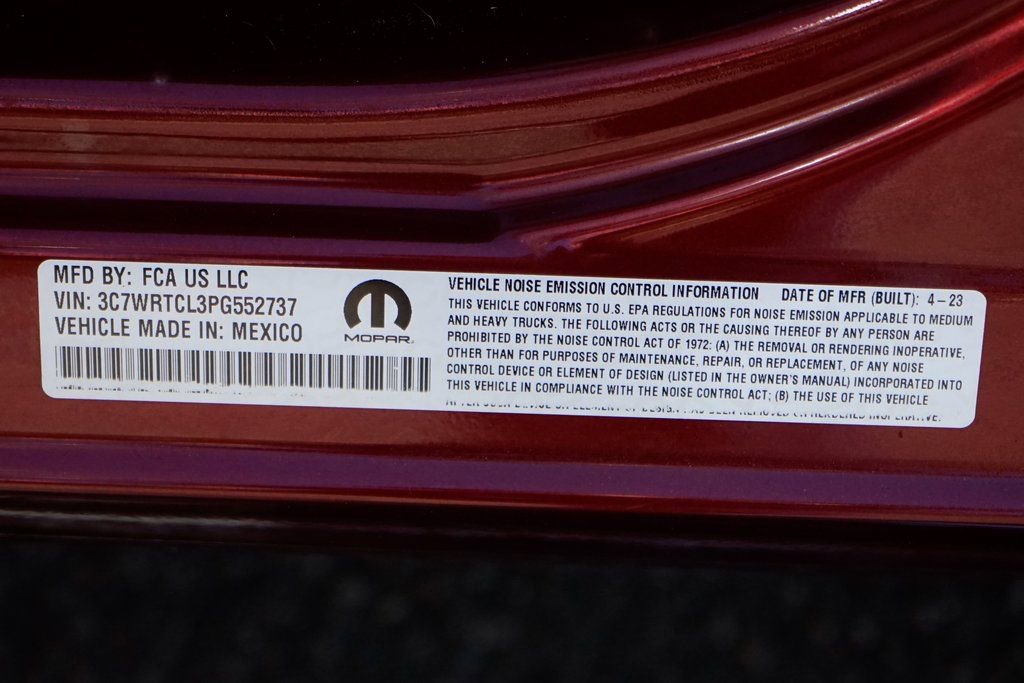 MFD BY: FCA US LLC
VIN: 3C7WRTCL3PG552737
VEHICLE MADE IN: MEXICO
MOPAR
VEHICLE NOISE EMISSION CONTROL INFORMATION DATE OF MFR (BUILT): 4-23
THIS VEHICLE CONFORMS TO U.S. EPA REGULATIONS FOR NOISE EMISSION APPLICABLE TO MEDIUM
AND HEAVY TRUCKS. THE FOLLOWING ACTS OR THE CAUSING THEREOF BY ANY PERSON ARE
PROHIBITED BY THE NOISE CONTROL ACT OF 1972: (A) THE REMOVAL OR RENDERING INOPERATIVE,
OTHER THAN FOR PURPOSES OF MAINTENANCE, REPAIR, OR REPLACEMENT, OF ANY NOISE
CONTROL DEVICE OR ELEMENT OF DESIGN (LISTED IN THE OWNER'S MANUAL) INCORPORATED INTO
THIS VEHICLE IN COMPLIANCE WITH THE NOISE CONTROL ACT; (B) THE USE OF THIS VEHICLE